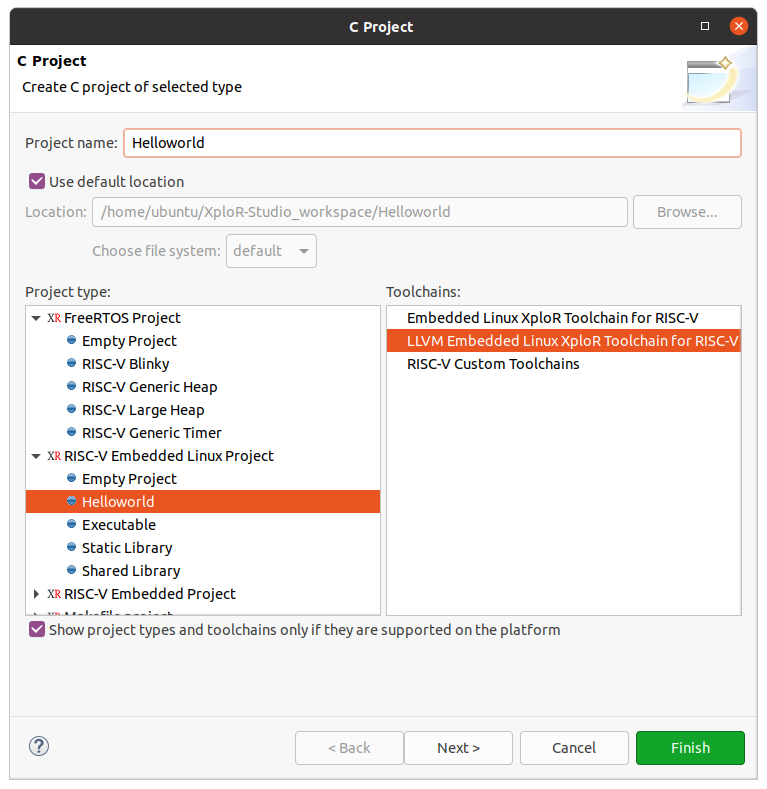 C Project
C Project
Create C project of selected type
Project name: Helloworld
Use default location
Location: /home/ubuntu/XploR-Studio_workspace/Helloworld Browse...
Choose file system: default
Project type:
XR FreeRTOS Project
Empty Project
RISC-V Blinky
RISC-V Generic Heap
RISC-V Large Heap
RISC-V Generic Timer
XR RISC-V Embedded Linux Project
Empty Project
Helloworld
Executable
Static Library
Shared Library
XR RISC-V Embedded Project
XR Makefile project
Toolchains:
Embedded Linux XploR Toolchain for RISC-V
LLVM Embedded Linux XploR Toolchain for RISC-V
RISC-V Custom Toolchains
Show project types and toolchains only if they are supported on the platform
? < Back Next > Cancel Finish